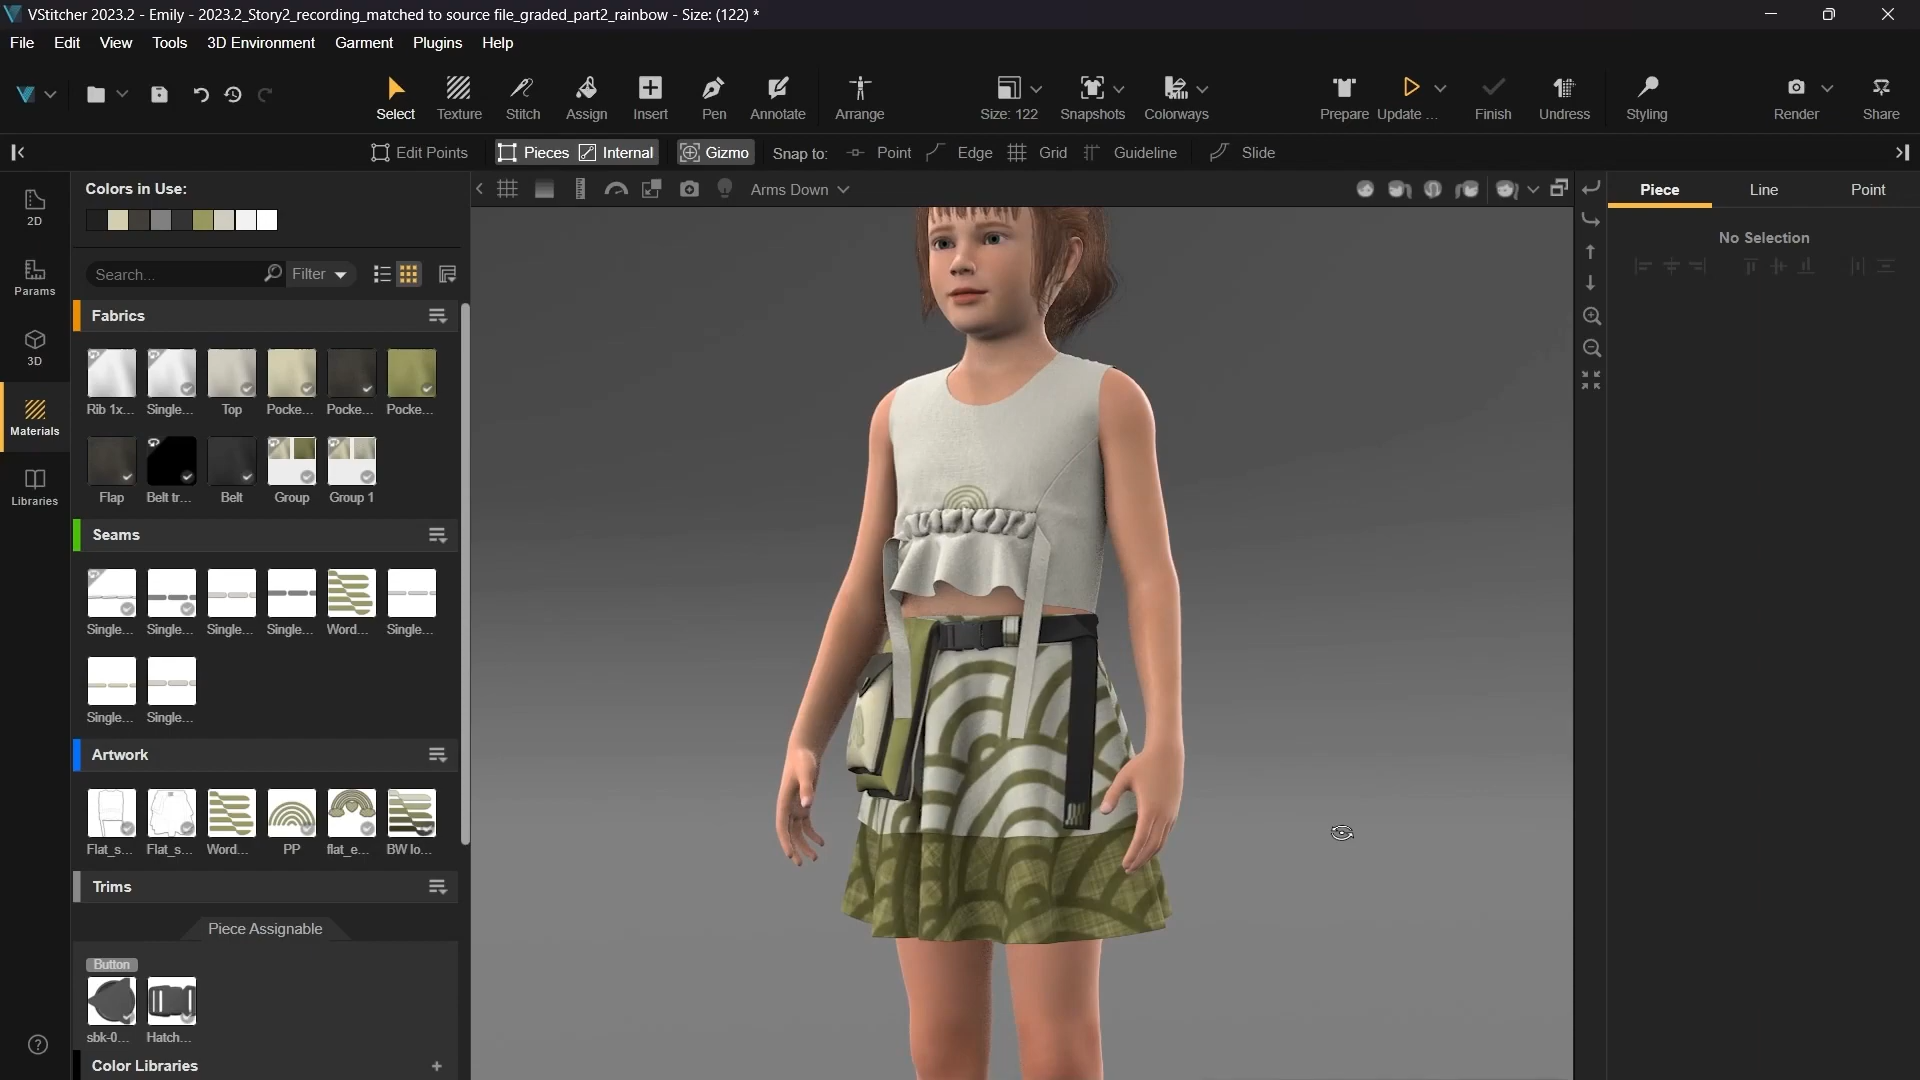 VStitcher 2023.2 - Emily - 2023.2_Story2_recording_matched to source file_graded_part2_rainbow - Size: (122) *
File Edit View Tools 3D Environment Garment Plugins Help
Select Texture Stitch Assign Insert Pen Annotate Arrange Size: 122 Snapshots Colorways Prepare Update ... Finish Undress Styling Render Share
Edit Points Pieces Internal Gizmo Snap to: Point Edge Grid Guideline Slide
Colors in Use:
Arms Down
Piece Line Point
No Selection
2D
Params
3D
Materials
Libraries
Search... Filter
Fabrics
Rib 1x... Single... Top Pocke... Pocke... Pocke...
Flap Belt tr... Belt Group Group 1
Seams
Single... Single... Single... Single... Word... Single...
Single... Single...
Artwork
Flat_s... Flat_s... Word... PP flat_e... BW lo...
Trims
Piece Assignable
Button
sbk-0... Hatch...
Color Libraries +